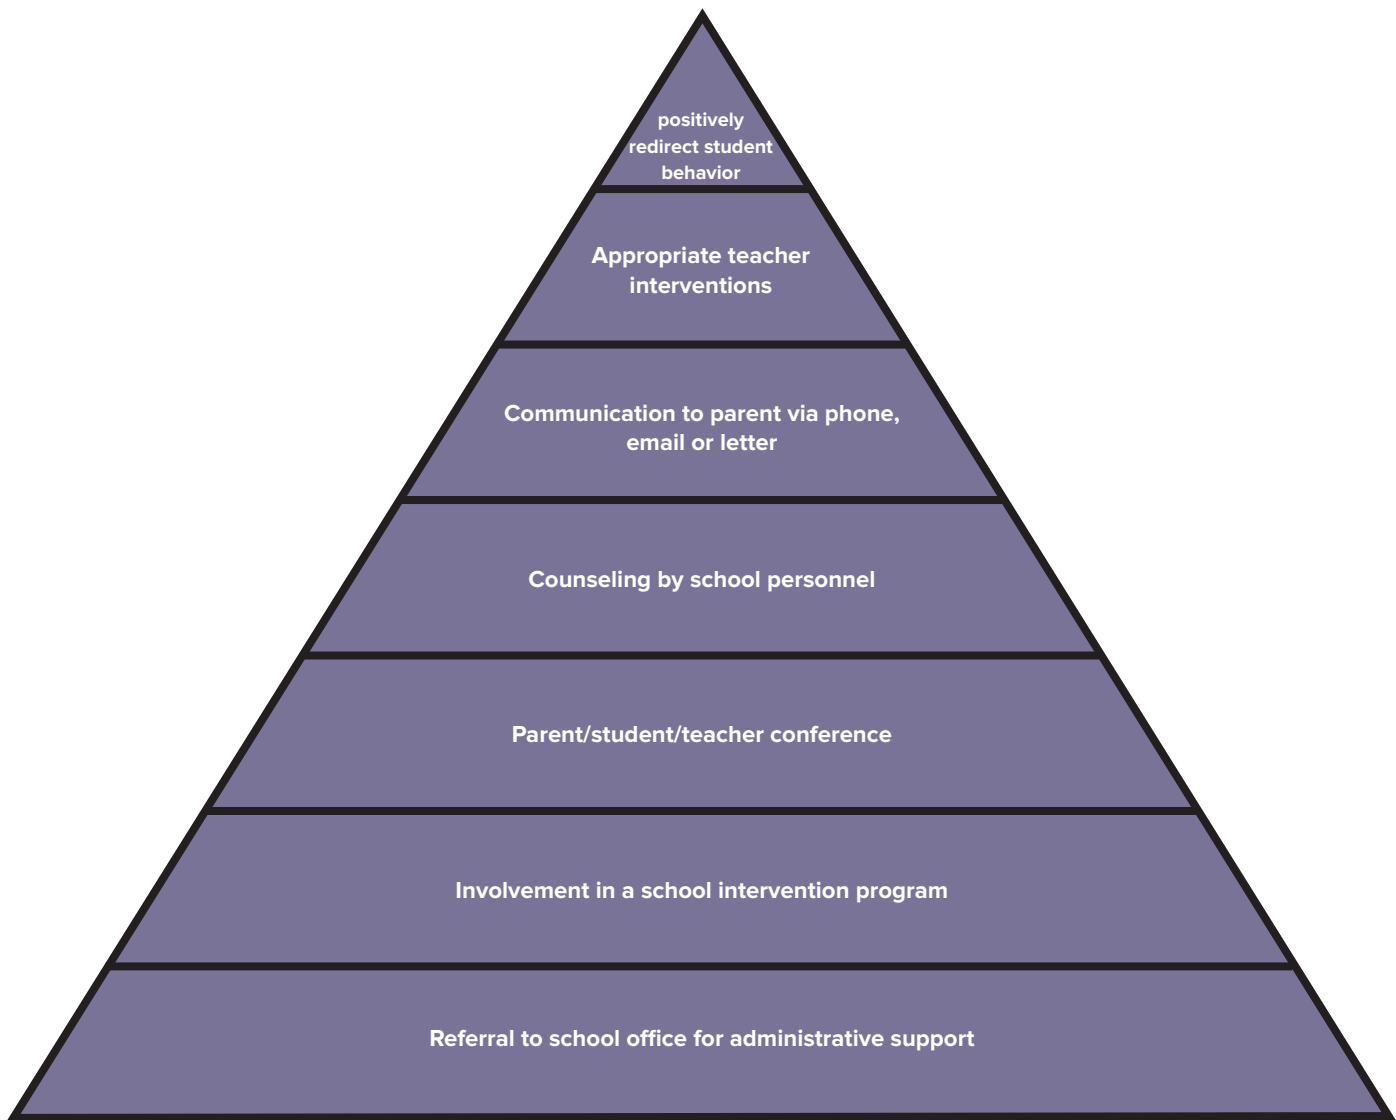 positively
redirect student
behavior
Appropriate teacher
interventions
Communication to parent via phone,
email or letter
Counseling by school personnel
Parent/student/teacher conference
Involvement in a school intervention program
Referral to school office for administrative support